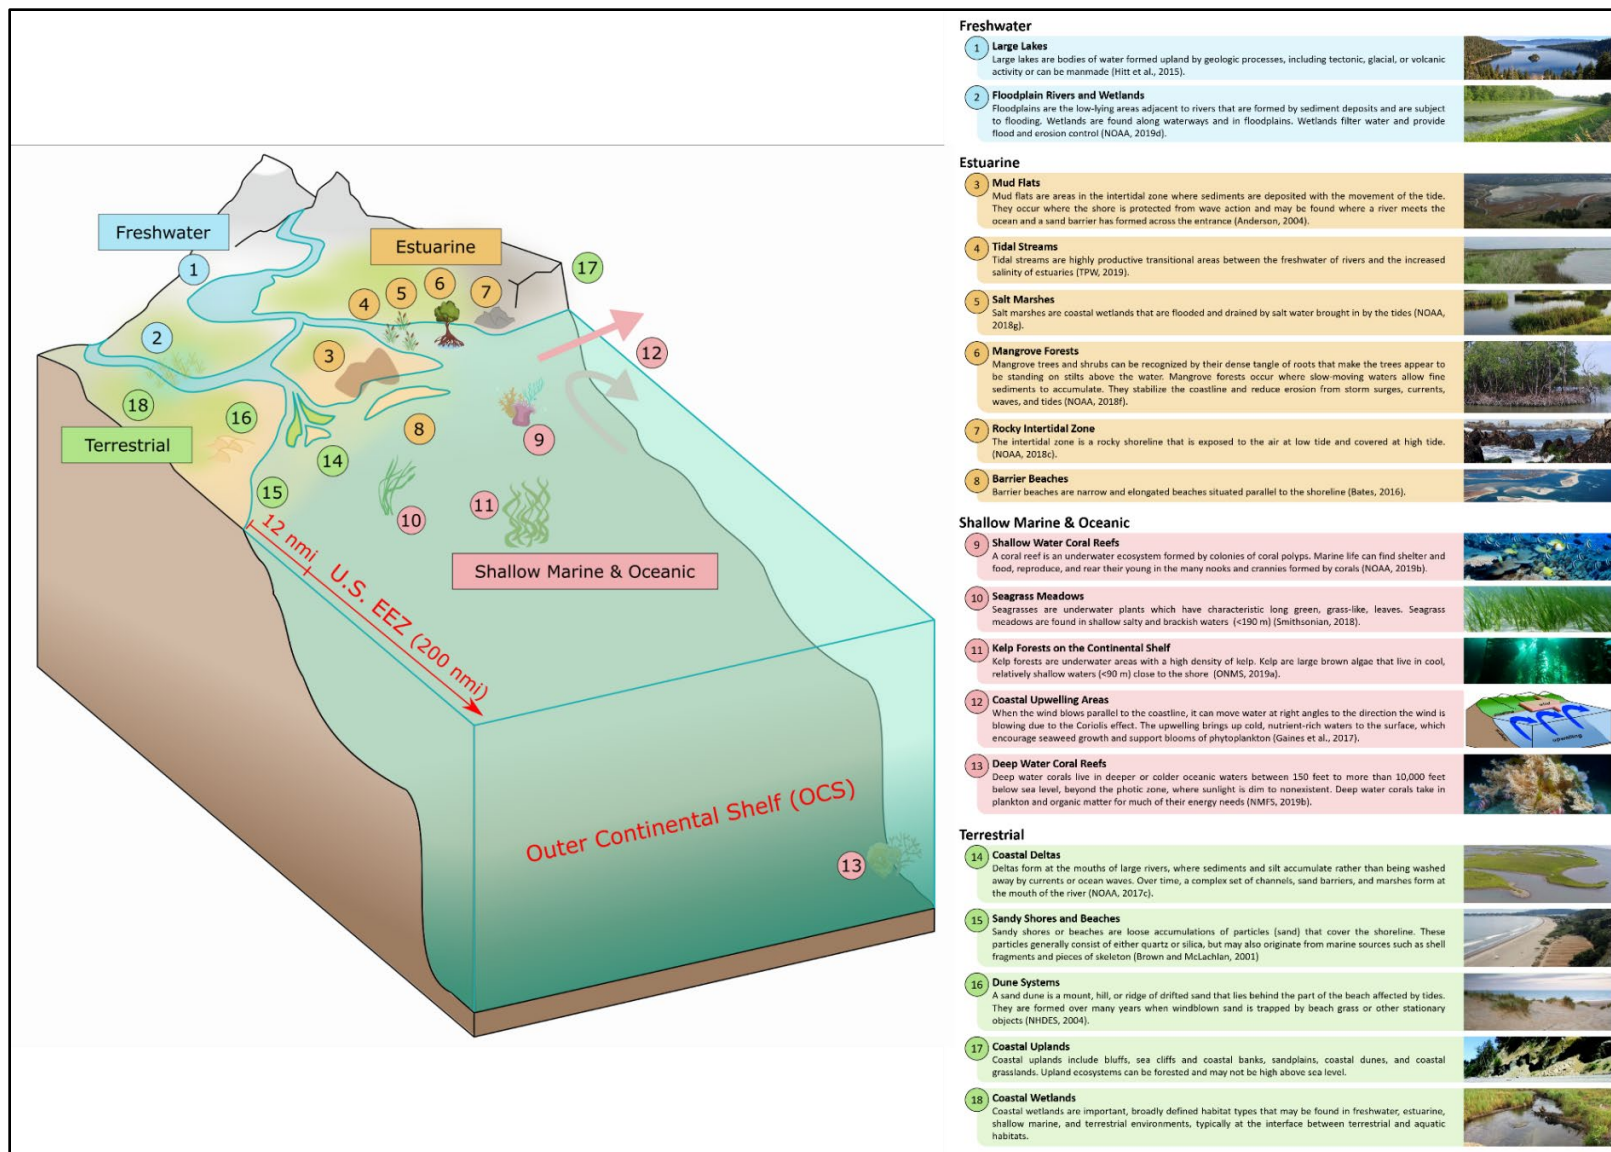 Freshwater
1
2
Estuarine
3
4
5
6
7
8
17
12
9
18
16
Terrestrial
14
15
10
11
Shallow Marine & Oceanic
12 nmi
U.S. EEZ (200 nmi)
Outer Continental Shelf (OCS)
13
Freshwater
1 Large Lakes
Large lakes are bodies of water formed upland by geologic processes, including tectonic, glacial, or volcanic
activity or can be manmade (Hitt et al., 2015).
2 Floodplain Rivers and Wetlands
Floodplains are the low-lying areas adjacent to rivers that are formed by sediment deposits and are subject
to flooding. Wetlands are found along waterways and in floodplains. Wetlands filter water and provide
flood and erosion control (NOAA, 2019d).
Estuarine
3 Mud Flats
Mud flats are areas in the intertidal zone where sediments are deposited with the movement of the tide.
They occur where the shore is protected from wave action and may be found where a river meets the
ocean and a sand barrier has formed across the entrance (Anderson, 2004).
4 Tidal Streams
Tidal streams are highly productive transitional areas between the freshwater of rivers and the increased
salinity of estuaries (TPW, 2019).
5 Salt Marshes
Salt marshes are coastal wetlands that are flooded and drained by salt water brought in by the tides (NOAA,
2018g).
6 Mangrove Forests
Mangrove trees and shrubs can be recognized by their dense tangle of roots that make the trees appear to
be standing on stilts above the water. Mangrove forests occur where slow-moving waters allow fine
sediments to accumulate. They stabilize the coastline and reduce erosion from storm surges, currents,
waves, and tides (NOAA, 2018f).
7 Rocky Intertidal Zone
The intertidal zone is a rocky shoreline that is exposed to the air at low tide and covered at high tide.
(NOAA, 2018c).
8 Barrier Beaches
Barrier beaches are narrow and elongated beaches situated parallel to the shoreline (Bates, 2016).
Shallow Marine & Oceanic
9 Shallow Water Coral Reefs
A coral reef is an underwater ecosystem formed by colonies of coral polyps. Marine life can find shelter and
food, reproduce, and rear their young in the many nooks and crannies formed by corals (NOAA, 2019b).
10 Seagrass Meadows
Seagrasses are underwater plants which have characteristic long green, grass-like, leaves. Seagrass
meadows are found in shallow salty and brackish waters (<190 m) (Smithsonian, 2018).
11 Kelp Forests on the Continental Shelf
Kelp forests are underwater areas with a high density of kelp. Kelp are large brown algae that live in cool,
relatively shallow waters (<90 m) close to the shore (ONMS, 2019a).
12 Coastal Upwelling Areas
When the wind blows parallel to the coastline, it can move water at right angles to the direction the wind is
blowing due to the Coriolis effect. The upwelling brings up cold, nutrient-rich waters to the surface, which
encourage seaweed growth and support blooms of phytoplankton (Gaines et al., 2017).
upwelling
13 Deep Water Coral Reefs
Deep water corals live in deeper or colder oceanic waters between 150 feet to more than 10,000 feet
below sea level, beyond the photic zone, where sunlight is dim to nonexistent. Deep water corals take in
plankton and organic matter for much of their energy needs (NMFS, 2019b).
Terrestrial
14 Coastal Deltas
Deltas form at the mouths of large rivers, where sediments and silt accumulate rather than being washed
away by currents or ocean waves. Over time, a complex set of channels, sand barriers, and marshes form at
the mouth of the river (NOAA, 2017c).
15 Sandy Shores and Beaches
Sandy shores or beaches are loose accumulations of particles (sand) that cover the shoreline. These
particles generally consist of either quartz or silica, but may also originate from marine sources such as shell
fragments and pieces of skeleton (Brown and McLachlan, 2001)
16 Dune Systems
A sand dune is a mount, hill, or ridge of drifted sand that lies behind the part of the beach affected by tides.
They are formed over many years when windblown sand is trapped by beach grass or other stationary
objects (NHDES, 2004).
17 Coastal Uplands
Coastal uplands include bluffs, sea cliffs and coastal banks, sandplains, coastal dunes, and coastal
grasslands. Upland ecosystems can be forested and may not be high above sea level.
18 Coastal Wetlands
Coastal wetlands are important, broadly defined habitat types that may be found in freshwater, estuarine,
shallow marine, and terrestrial environments, typically at the interface between terrestrial and aquatic
habitats.